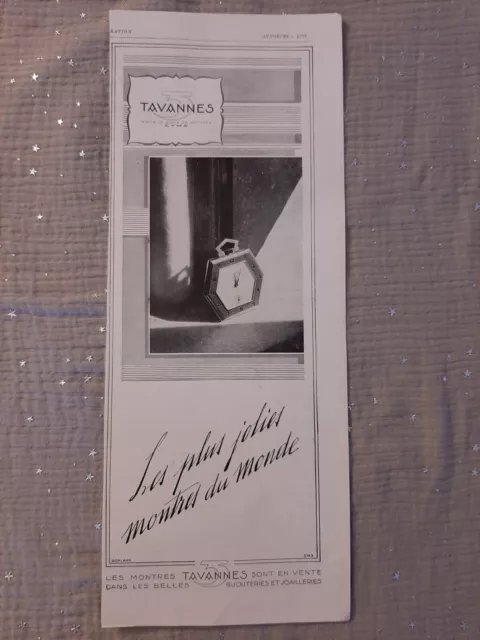 TAVANNES
CYMA
Les plus jolies
montres du monde
LES MONTRES TAVANNES SONT EN VENTE
DANS LES BELLES BIJOUTERIES ET JOAILLERIES